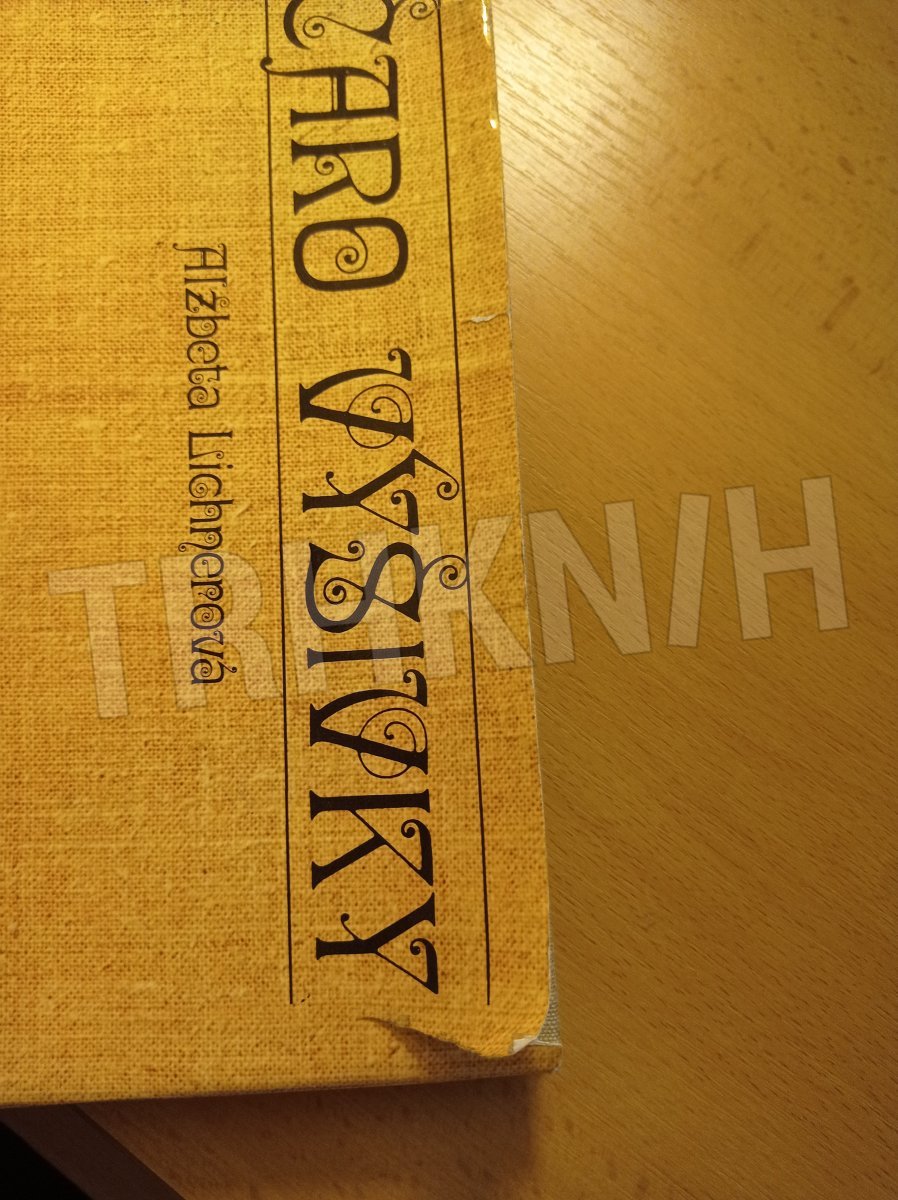 ČARO VÝŠIVKY
Alžbeta Lichnerová
TRHKNIH